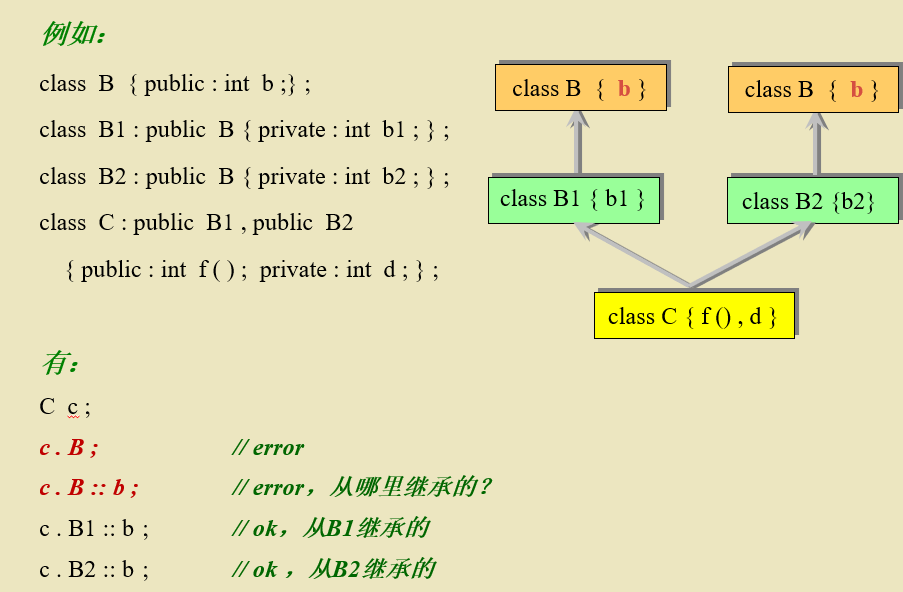 例如：
class B { public : int b ;} ;
class B1 : public B { private : int b1 ; } ;
class B2 : public B { private : int b2 ; } ;
class C : public B1 , public B2
{ public : int f ( ) ; private : int d ; } ;
class B { b }
class B { b }
class B1 { b1 }
class B2 {b2}
class C { f () , d }
有：
C c ;
c . B ; // error
c . B :: b ; // error，从哪里继承的？
c . B1 :: b ; // ok，从B1继承的
c . B2 :: b ; // ok ，从B2继承的